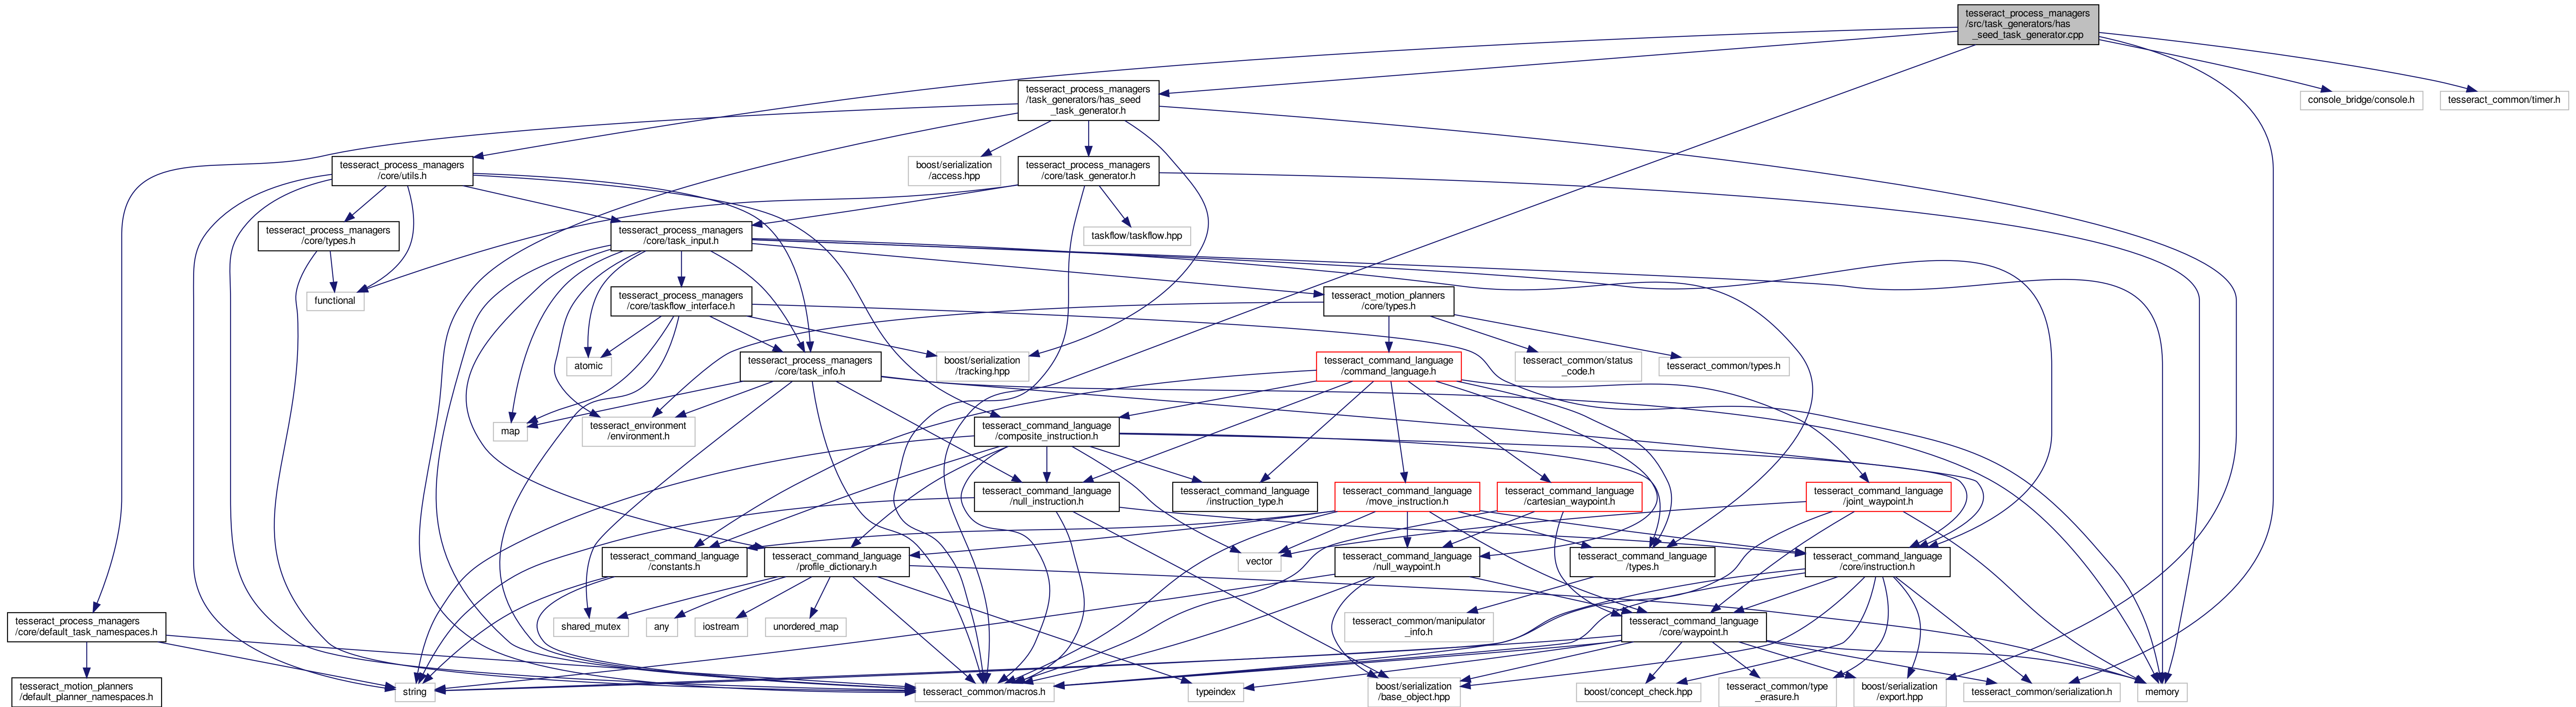 tesseract_process_managers
/src/task_generators/has
_seed_task_generator.cpp
tesseract_process_managers
/task_generators/has_seed
_task_generator.h
console_bridge/console.h
tesseract_common/timer.h
tesseract_process_managers
/core/utils.h
boost/serialization
/access.hpp
tesseract_process_managers
/core/task_generator.h
tesseract_process_managers
/core/types.h
tesseract_process_managers
/core/task_input.h
taskflow/taskflow.hpp
functional
tesseract_process_managers
/core/taskflow_interface.h
tesseract_motion_planners
/core/types.h
atomic
tesseract_process_managers
/core/task_info.h
boost/serialization
/tracking.hpp
tesseract_command_language
/command_language.h
tesseract_common/status
_code.h
tesseract_common/types.h
map
tesseract_environment
/environment.h
tesseract_command_language
/composite_instruction.h
tesseract_command_language
/null_instruction.h
tesseract_command_language
/instruction_type.h
tesseract_command_language
/move_instruction.h
tesseract_command_language
/cartesian_waypoint.h
tesseract_command_language
/joint_waypoint.h
tesseract_command_language
/constants.h
tesseract_command_language
/profile_dictionary.h
vector
tesseract_command_language
/null_waypoint.h
tesseract_command_language
/types.h
tesseract_command_language
/core/instruction.h
tesseract_process_managers
/core/default_task_namespaces.h
shared_mutex
any
iostream
unordered_map
tesseract_common/manipulator
_info.h
tesseract_command_language
/core/waypoint.h
tesseract_motion_planners
/default_planner_namespaces.h
string
tesseract_common/macros.h
typeindex
boost/serialization
/base_object.hpp
boost/concept_check.hpp
tesseract_common/type
_erasure.h
boost/serialization
/export.hpp
tesseract_common/serialization.h
memory